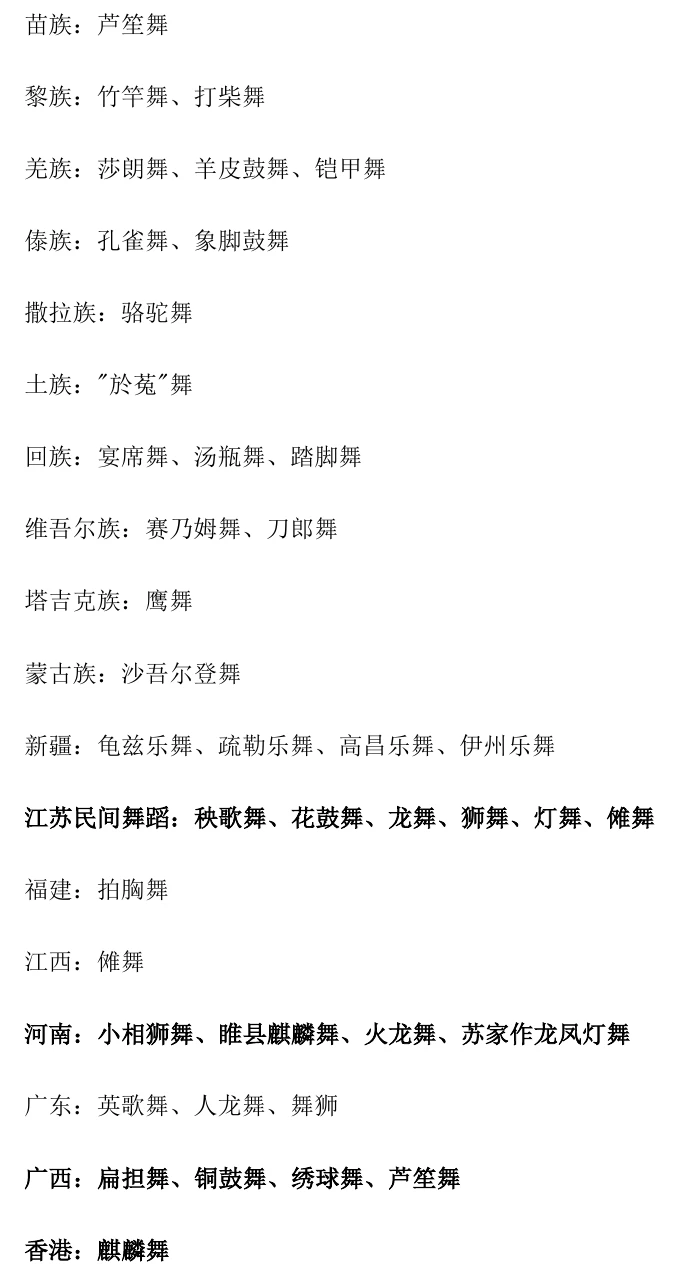 苗族：芦笙舞
黎族：竹竿舞、打柴舞
羌族：莎朗舞、羊皮鼓舞、铠甲舞
傣族：孔雀舞、象脚鼓舞
撒拉族：骆驼舞
土族："於菟"舞
回族：宴席舞、汤瓶舞、踏脚舞
维吾尔族：赛乃姆舞、刀郎舞
塔吉克族：鹰舞
蒙古族：沙吾尔登舞
新疆：龟兹乐舞、疏勒乐舞、高昌乐舞、伊州乐舞
江苏民间舞蹈：秧歌舞、花鼓舞、龙舞、狮舞、灯舞、傩舞
福建：拍胸舞
江西：傩舞
河南：小相狮舞、睢县麒麟舞、火龙舞、苏家作龙凤灯舞
广东：英歌舞、人龙舞、舞狮
广西：扁担舞、铜鼓舞、绣球舞、芦笙舞
香港：麒麟舞